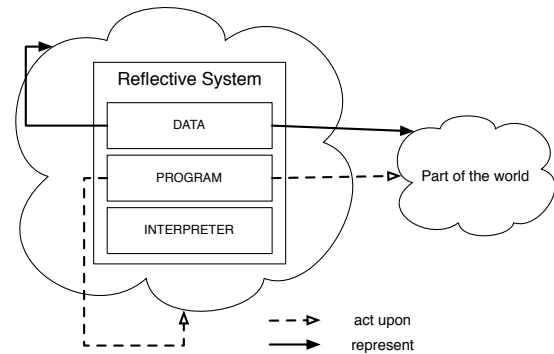 Reflective System
DATA
PROGRAM
Part of the world
INTERPRETER
act upon
represent